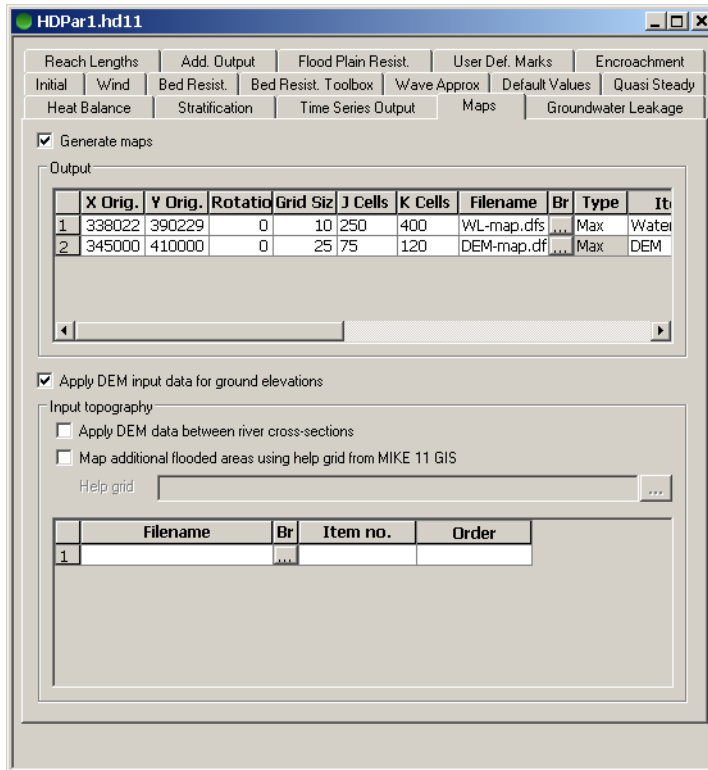 HDPar1.hd11
Reach Lengths Add. Output Flood Plain Resist. User Def. Marks Encroachment
Initial Wind Bed Resist. Bed Resist. Toolbox Wave Approx Default Values Quasi Steady
Heat Balance Stratification Time Series Output Maps Groundwater Leakage
Generate maps
Output
X Orig. Y Orig. Rotatio Grid Siz J Cells K Cells Filename Br Type Ite
1 338022 390229 0 10 250 400 WL-map.dfs ... Max Water
2 345000 410000 0 25 75 120 DEM-map.df ... Max DEM
Apply DEM input data for ground elevations
Input topography
Apply DEM data between river cross-sections
Map additional flooded areas using help grid from MIKE 11 GIS
Help grid ...
Filename Br Item no. Order
1 ...